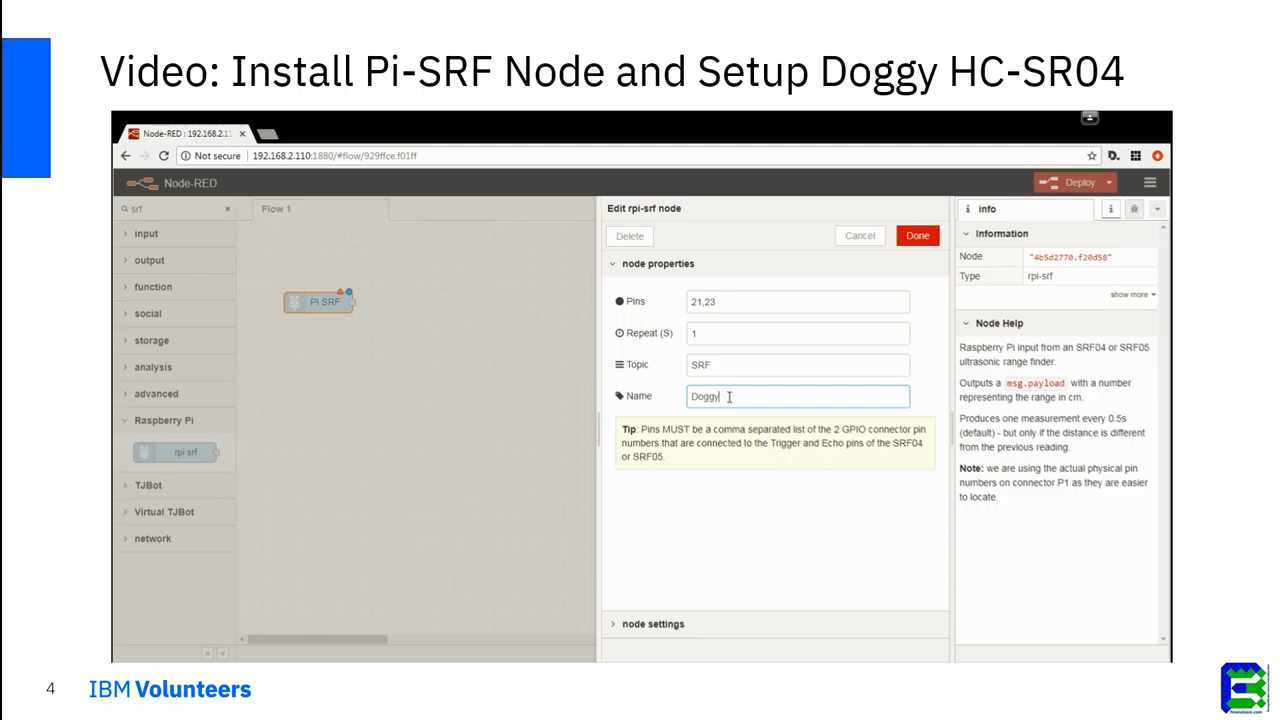 Video: Install Pi-SRF Node and Setup Doggy HC-SR04
Node-RED : 192.168.2.11
Not secure
192.168.2.110:1880/#flow/929ffce.f01ff
Node-RED
Deploy
srf
Flow 1
input
output
function
social
storage
analysis
advanced
Raspberry Pi
rpi srf
TJBot
Virtual TJBot
network
Pi SRF
Edit rpi-srf node
Delete
Cancel
Done
node properties
Pins
21,23
Repeat (S)
1
Topic
SRF
Name
Doggy
Tip: Pins MUST be a comma separated list of the 2 GPIO connector pin
numbers that are connected to the Trigger and Echo pins of the SRF04
or SRF05.
node settings
info
Information
Node
"4b5d2770.f20d58"
Type
rpi-srf
show more
Node Help
Raspberry Pi input from an SRF04 or SRF05
ultrasonic range finder.
Outputs a msg.payload with a number
representing the range in cm.
Produces one measurement every 0.5s
(default) - but only if the distance is different
from the previous reading.
Note: we are using the actual physical pin
numbers on connector P1 as they are easier
to locate.
4
IBM Volunteers